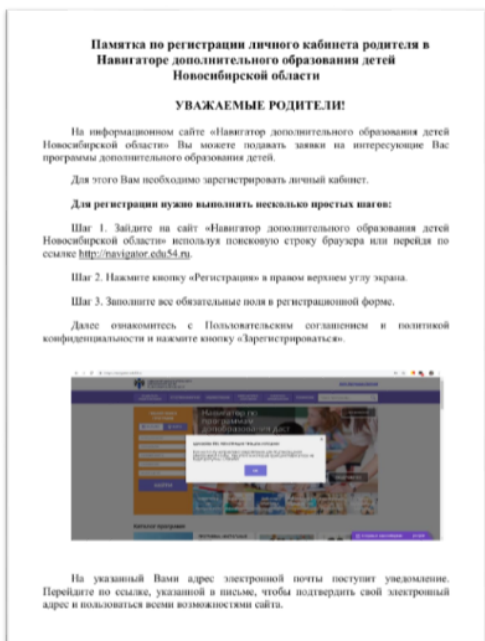 Памятка по регистрации личного кабинета родителя в
Навигаторе дополнительного образования детей
Новосибирской области
УВАЖАЕМЫЕ РОДИТЕЛИ!
На информационном сайте «Навигатор дополнительного образования детей
Новосибирской области» Вы можете подавать заявки на интересующие Вас
программы дополнительного образования детей.
Для этого Вам необходимо зарегистрировать личный кабинет.
Для регистрации нужно выполнить несколько простых шагов:
Шаг 1. Зайдите на сайт «Навигатор дополнительного образования детей
Новосибирской области» используя поисковую строку браузера или перейдя по
ссылке http://navigator.edu54.ru.
Шаг 2. Нажмите кнопку «Регистрация» в правом верхнем углу экрана.
Шаг 3. Заполните все обязательные поля в регистрационной форме.
Далее ознакомитесь с Пользовательским соглашением и политикой
конфиденциальности и нажмите кнопку «Зарегистрироваться».
Навигатор по
программам
допобразования даст
НАЙТИ
Каталог программ
На указанный Вами адрес электронной почты поступит уведомление.
Перейдите по ссылке, указанной в письме, чтобы подтвердить свой электронный
адрес и пользоваться всеми возможностями сайта.